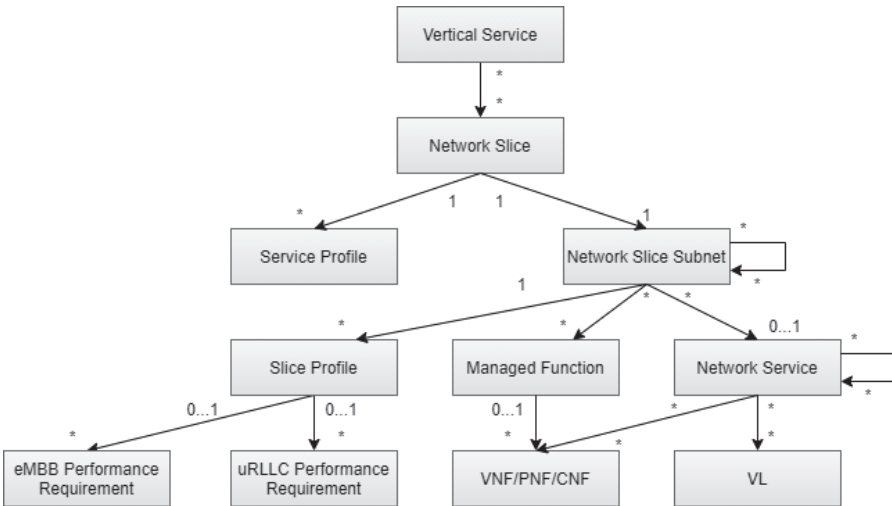 Vertical Service
*
*
Network Slice
* 1 1 1
Service Profile
Network Slice Subnet
*
*
1 * *
* * 0...1
Slice Profile
Managed Function
Network Service
*
*
0...1 0...1 0...1 * *
* * * * *
eMBB Performance
Requirement
uRLLC Performance
Requirement
VNF/PNF/CNF
VL